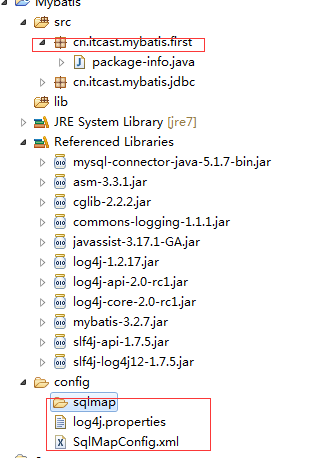 Mybatis
src
cn.itcast.mybatis.first
package-info.java
cn.itcast.mybatis.jdbc
lib
JRE System Library [jre7]
Referenced Libraries
mysql-connector-java-5.1.7-bin.jar
asm-3.3.1.jar
cglib-2.2.2.jar
commons-logging-1.1.1.jar
javassist-3.17.1-GA.jar
log4j-1.2.17.jar
log4j-api-2.0-rc1.jar
log4j-core-2.0-rc1.jar
mybatis-3.2.7.jar
slf4j-api-1.7.5.jar
slf4j-log4j12-1.7.5.jar
config
sqlmap
log4j.properties
SqlMapConfig.xml